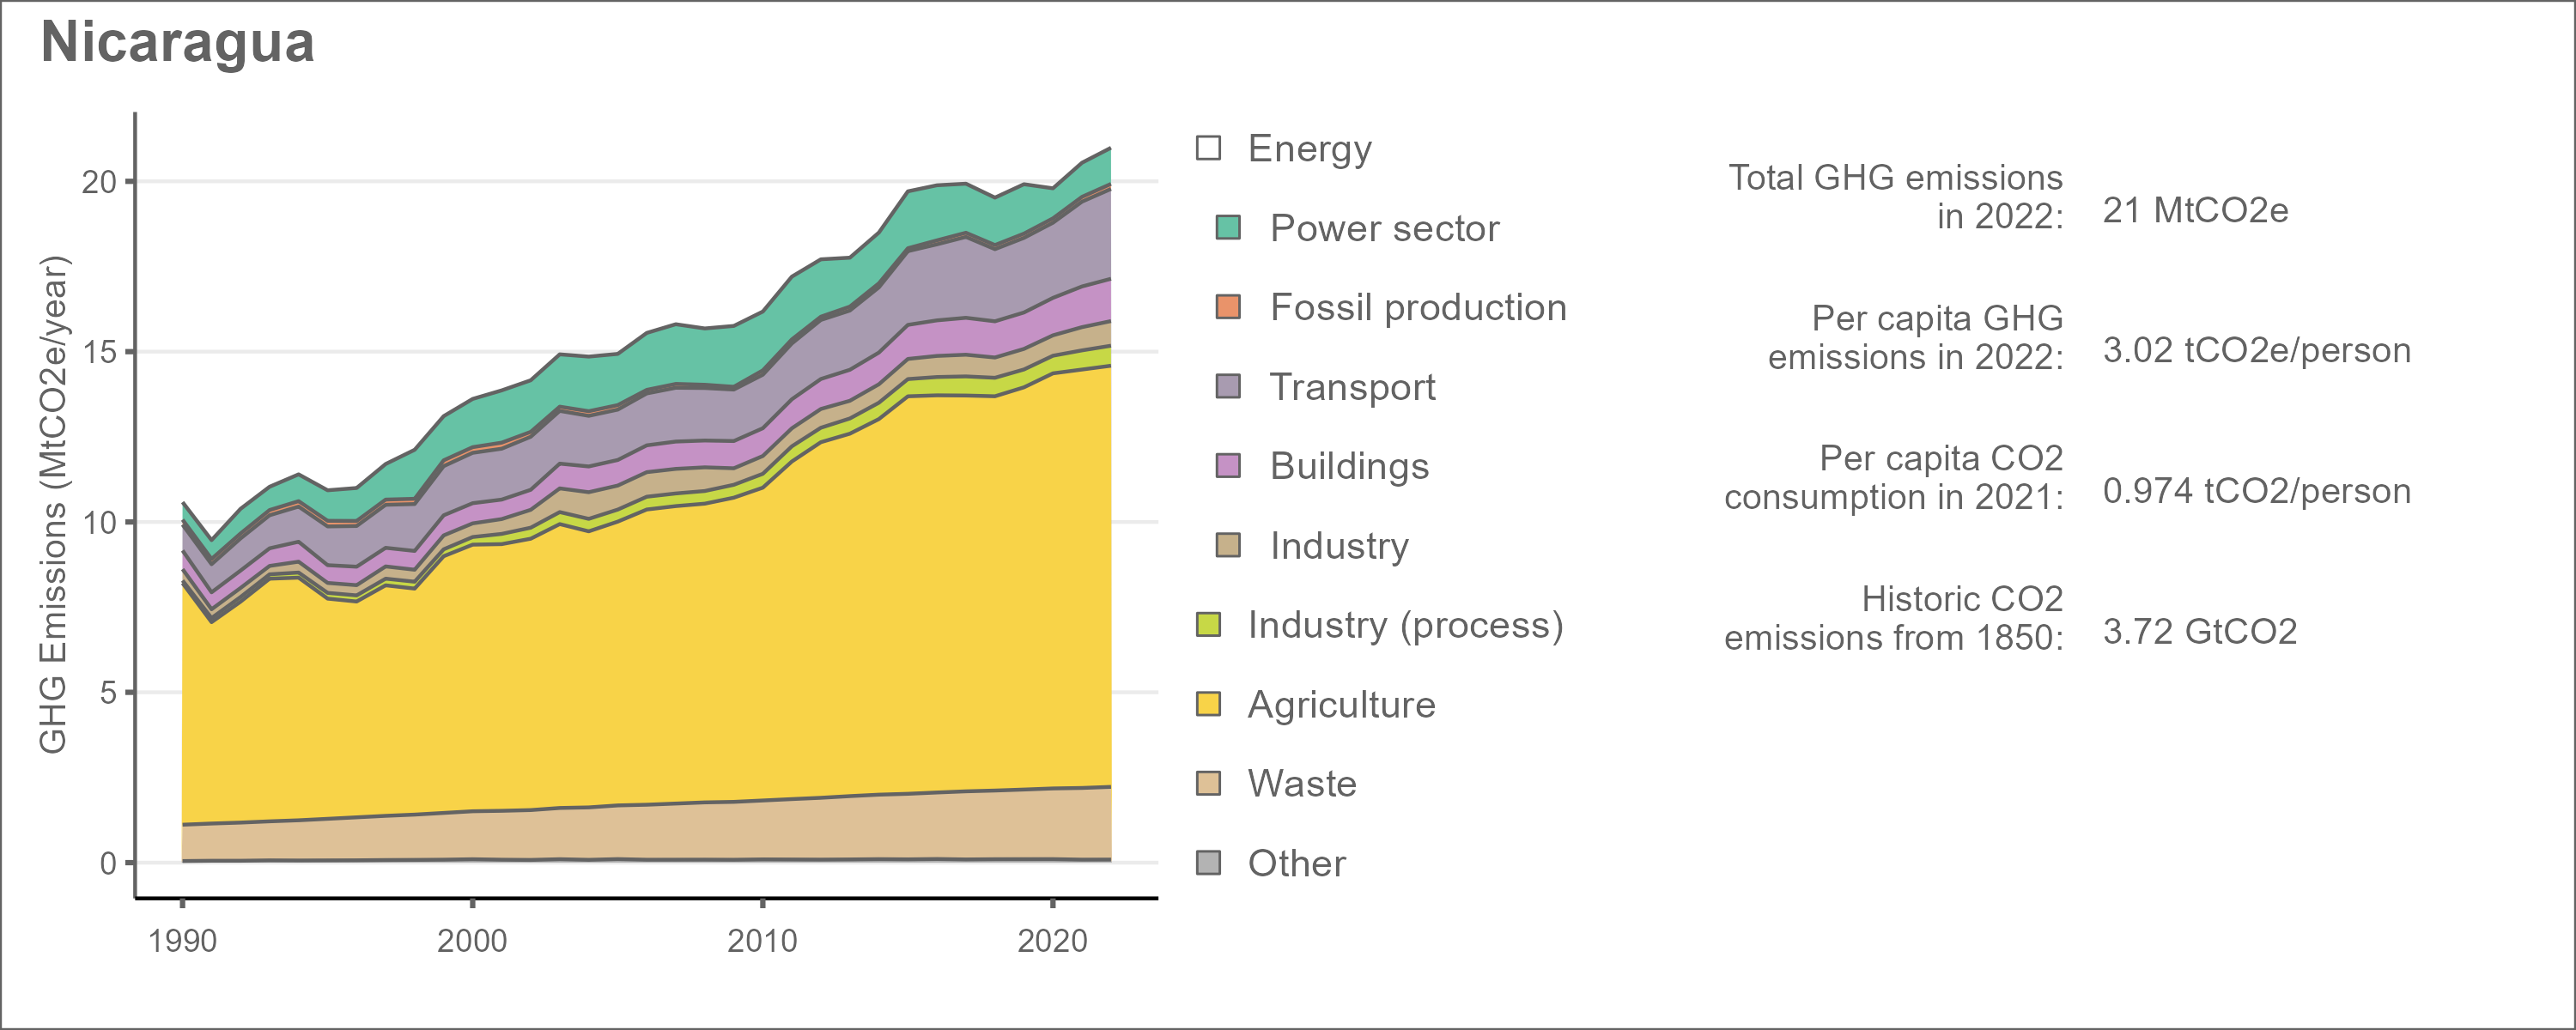 Nicaragua
GHG Emissions (MtCO2e/year)
20
15
10
5
0
1990
2000
2010
2020
Energy
Power sector
Fossil production
Transport
Buildings
Industry
Industry (process)
Agriculture
Waste
Other
Total GHG emissions
in 2022:
21 MtCO2e
Per capita GHG
emissions in 2022:
3.02 tCO2e/person
Per capita CO2
consumption in 2021:
0.974 tCO2/person
Historic CO2
emissions from 1850:
3.72 GtCO2